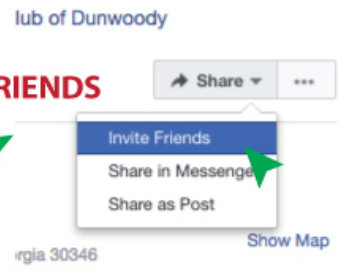 lub of Dunwoody
RIENDS
Share
...
Invite Friends
Share in Messenge
Share as Post
Show Map
rgia 30346